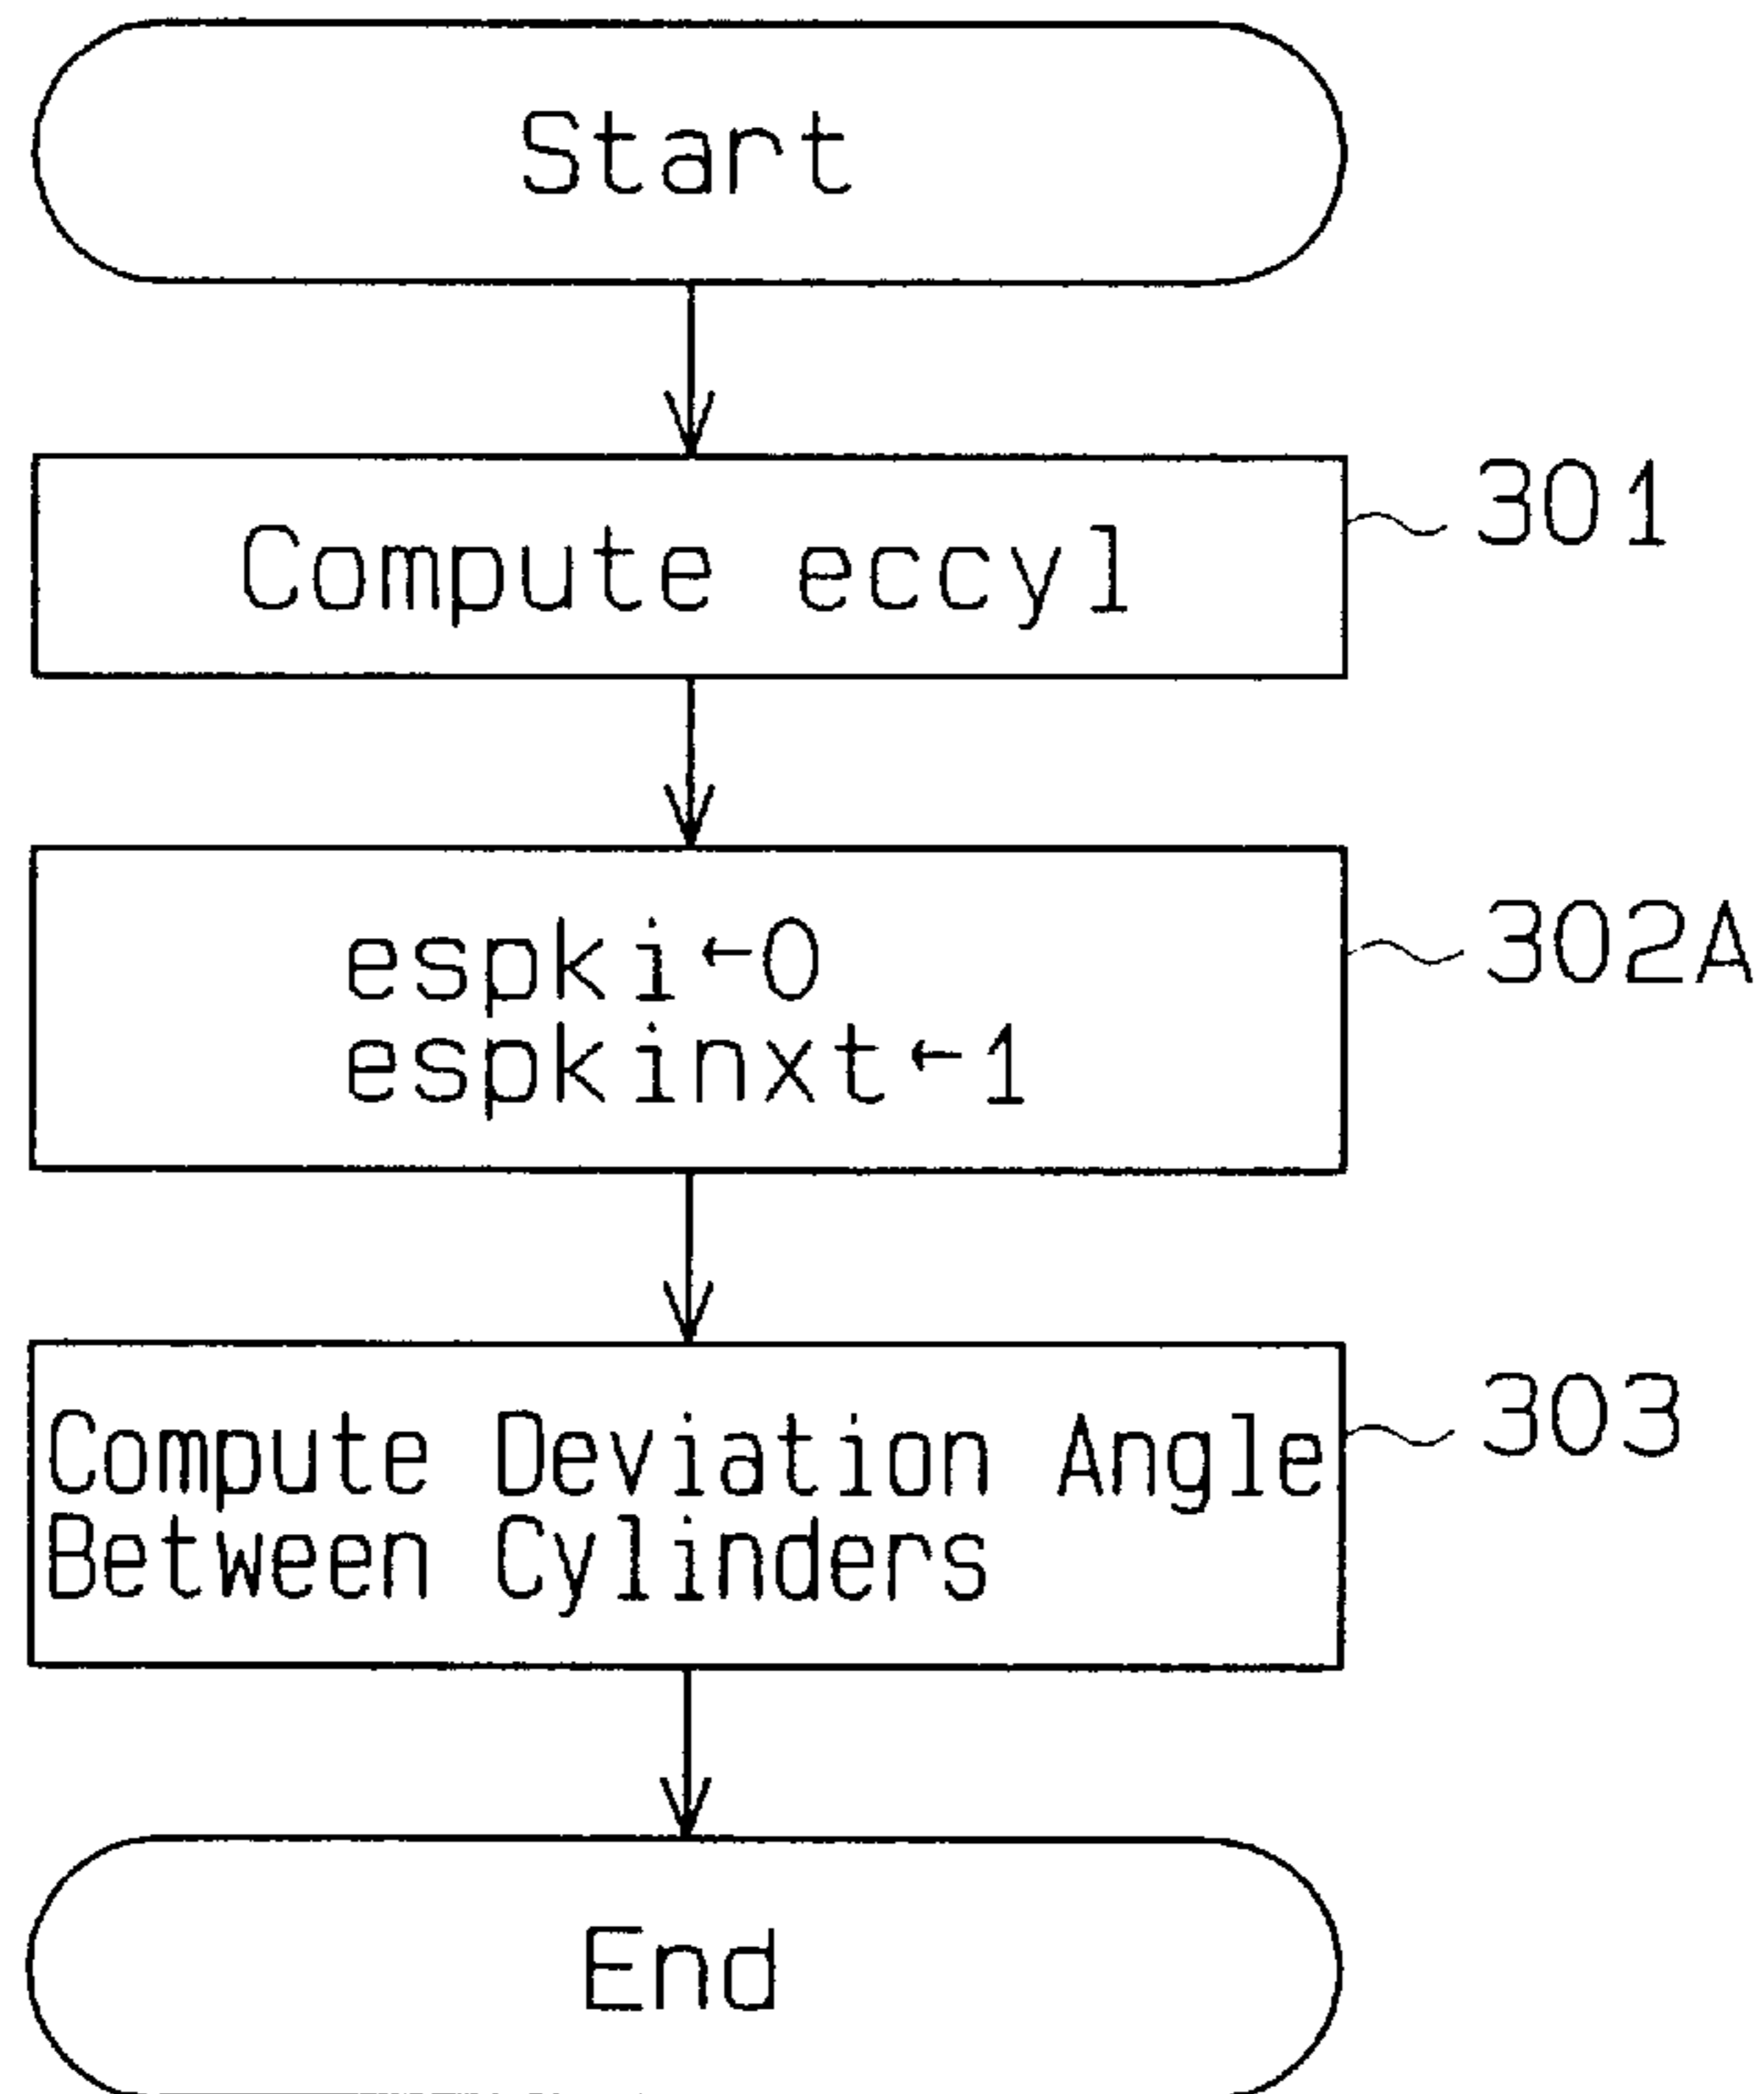 Start
Compute eccyl
301
espki←0
espkinxt←1
302A
Compute Deviation Angle
Between Cylinders
303
End